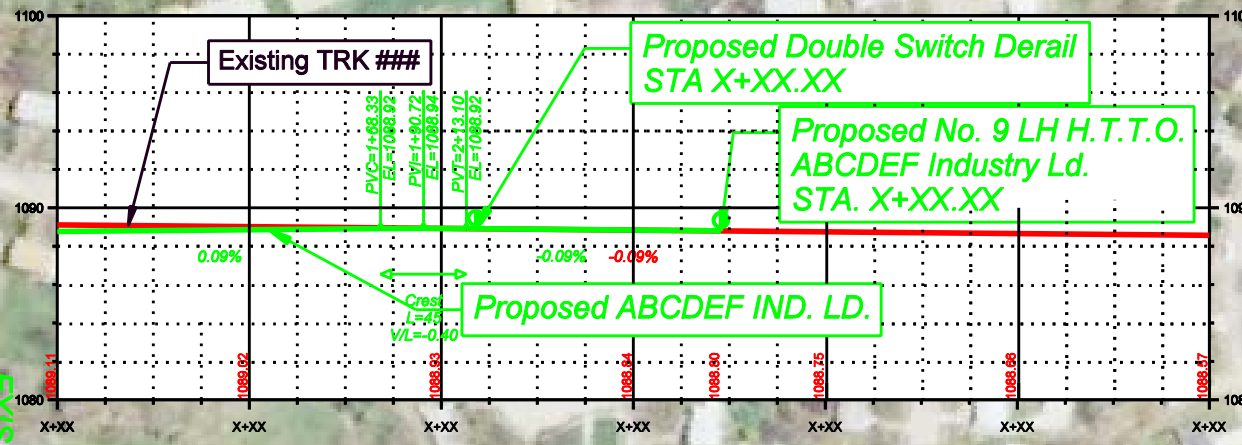 1100
1100
Existing TRK ###
Proposed Double Switch Derail
STA X+XX.XX
PVC=1+68.33
EL=1088.92
PVI=1+90.72
EL=1088.94
PVT=2+13.10
EL=1088.92
Proposed No. 9 LH H.T.T.O.
ABCDEF Industry Ld.
STA. X+XX.XX
1090
0.09%
-0.09%
-0.09%
Crest
L=45
V/L=-0.40
Proposed ABCDEF IND. LD.
1089.11
1089.02
1088.93
1088.84
1088.80
1088.75
1088.66
1088.57
1080
X+XX
X+XX
X+XX
X+XX
X+XX
X+XX
X+XX